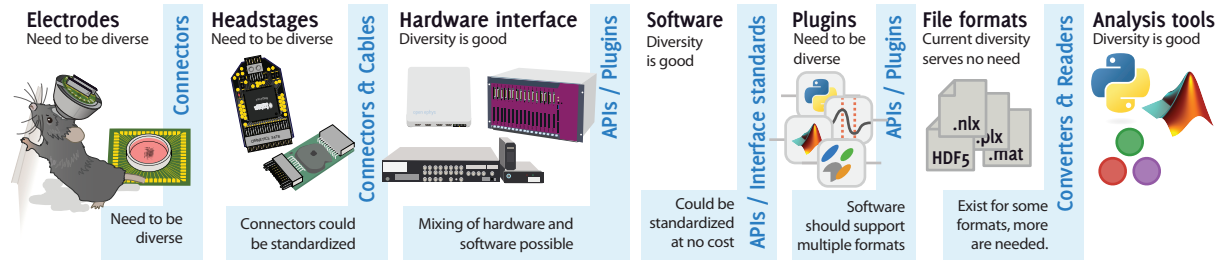 Electrodes
Need to be diverse
Connectors
Need to be
diverse
Headstages
Need to be diverse
Connectors & Cables
Connectors could
be standardized
Hardware interface
Diversity is good
APIs / Plugins
Mixing of hardware and
software possible
Software
Diversity
is good
APIs / Interface standards
Could be
standardized
at no cost
Plugins
Need to be
diverse
APIs / Plugins
Software
should support
multiple formats
File formats
Current diversity
serves no need
.nlx
.plx
.mat
HDF5
Converters & Readers
Exist for some
formats, more
are needed.
Analysis tools
Diversity is good